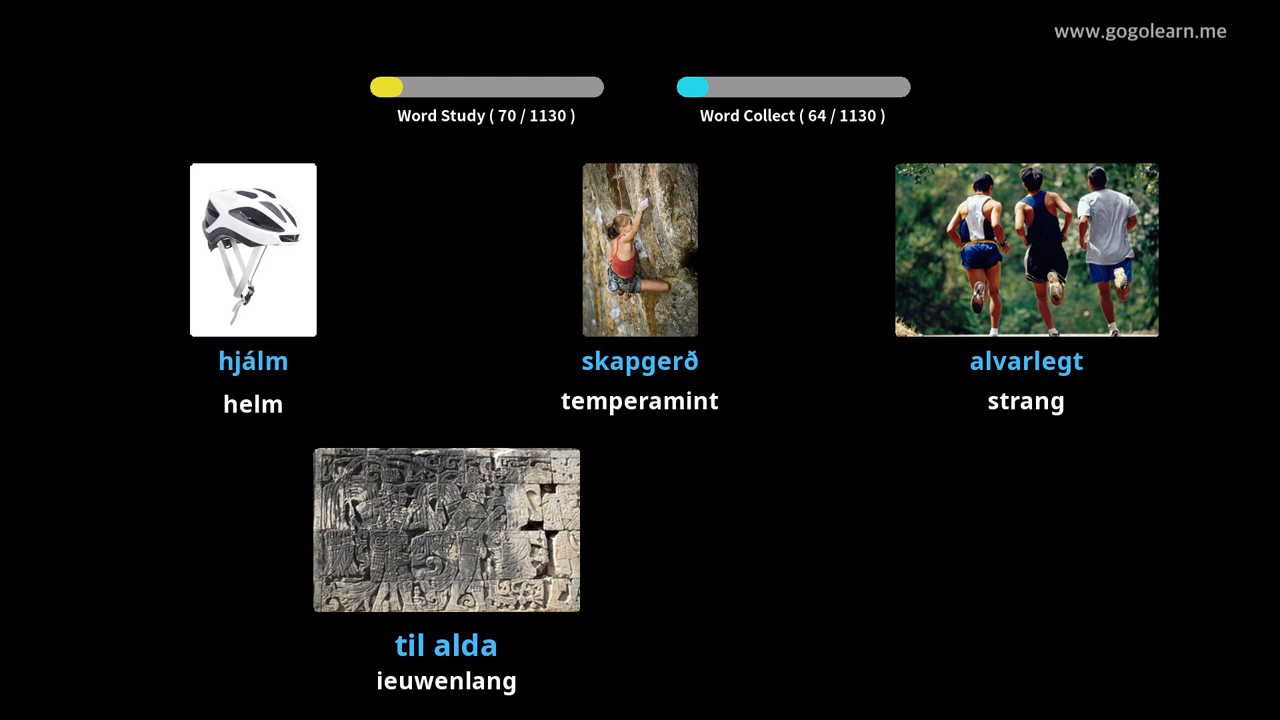 www.gogolearn.me
Word Study ( 70 / 1130 )
Word Collect ( 64 / 1130 )
hjálm
helm
skapgerð
temperamint
alvarlegt
strang
til alda
ieuwenlang